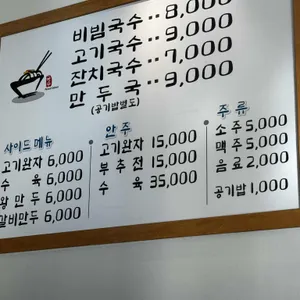 비빔국수··8,000
고기국수··9,000
잔치국수··7,000
만두국··9,000
(공기밥별도)
사이드 메뉴
고기완자 6,000
수육 6,000
왕만두 6,000
갈비만두 6,000
안주
고기완자 15,000
부추전 15,000
수육 35,000
주류
소주 5,000
맥주 5,000
음료 2,000
공기밥 1,000